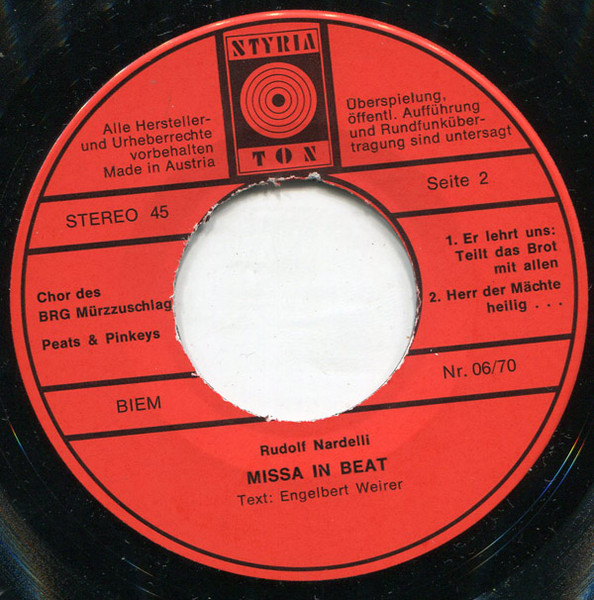 STYRIA
TON
Alle Hersteller-
und Urheberrechte
vorbehalten
Made in Austria
Überspielung,
öffentl. Aufführung
und Rundfunküber-
tragung sind untersagt
STEREO 45
Seite 2
Chor des
BRG Mürzzuschlag
Peats & Pinkeys
1. Er lehrt uns:
Teilt das Brot
mit allen
2. Herr der Mächte
heilig . . .
BIEM
Nr. 06/70
Rudolf Nardelli
MISSA IN BEAT
Text: Engelbert Weirer